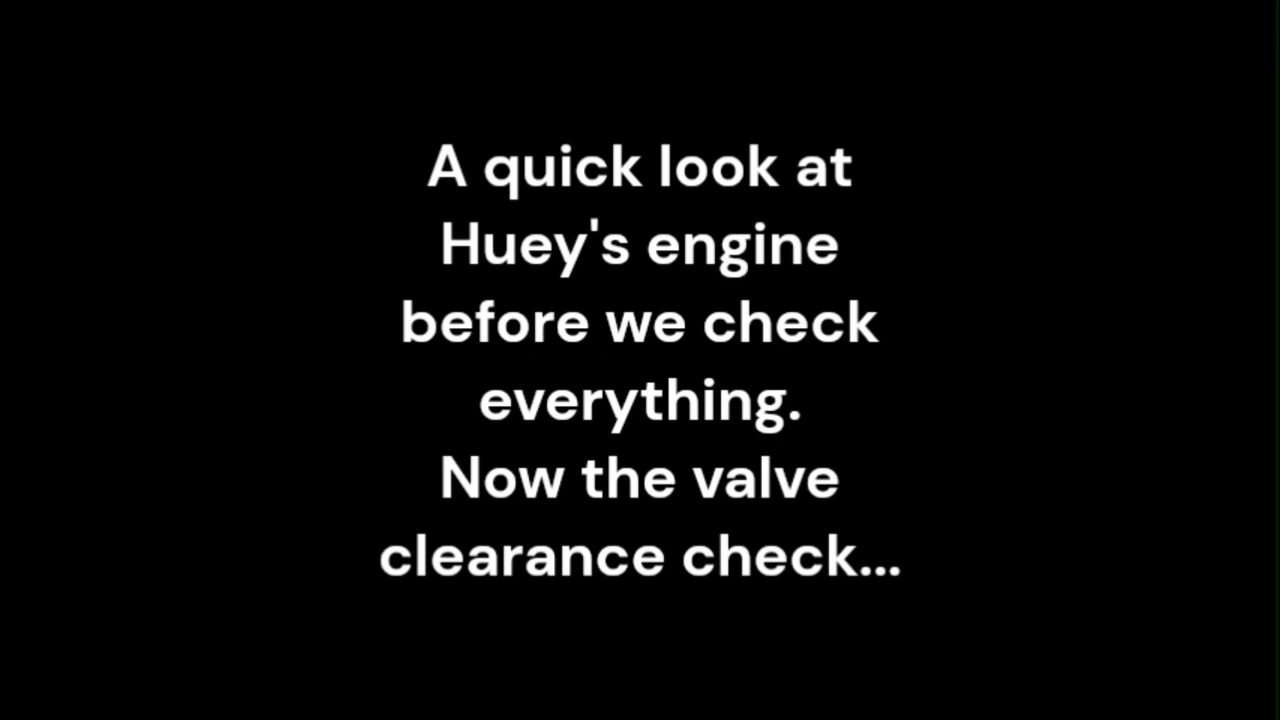 A quick look at
Huey's engine
before we check
everything.
Now the valve
clearance check...